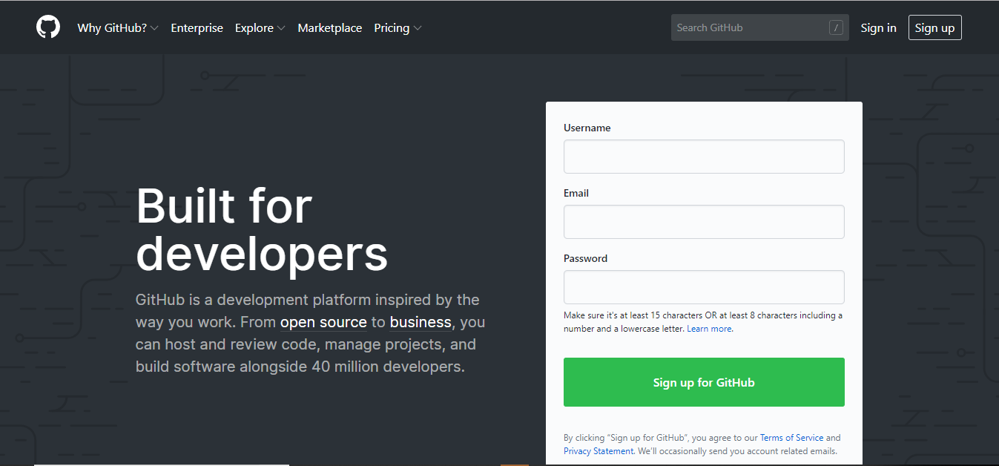 Why GitHub? Enterprise Explore Marketplace Pricing Search GitHub / Sign in Sign up
Built for
developers
GitHub is a development platform inspired by the
way you work. From open source to business, you
can host and review code, manage projects, and
build software alongside 40 million developers.
Username
Email
Password
Make sure it's at least 15 characters OR at least 8 characters including a
number and a lowercase letter. Learn more.
Sign up for GitHub
By clicking “Sign up for GitHub”, you agree to our Terms of Service and
Privacy Statement. We’ll occasionally send you account related emails.